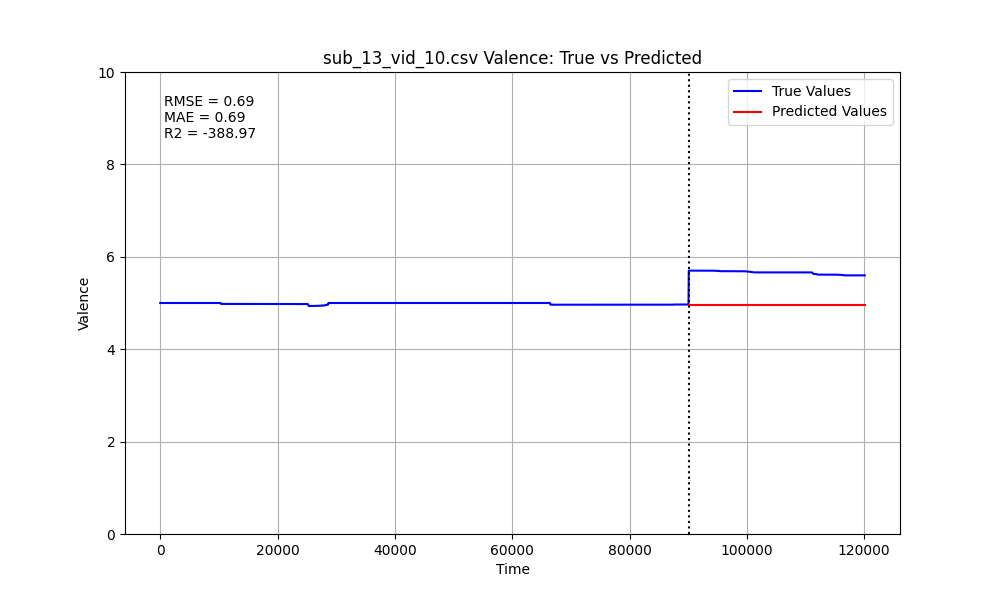 sub_13_vid_10.csv Valence: True vs Predicted
10
8
6
4
2
0
Valence
RMSE = 0.69
MAE = 0.69
R2 = -388.97
True Values
Predicted Values
0
20000
40000
60000
80000
100000
120000
Time